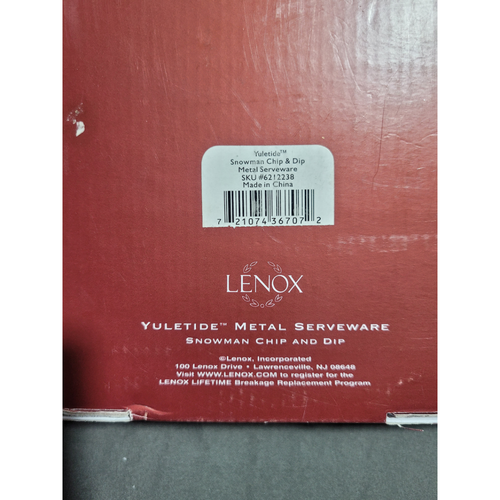 Yuletide™
Snowman Chip & Dip
Metal Serveware
SKU #6212238
Made in China
7 21074 36707 2
LENOX
YULETIDE™ METAL SERVEWARE
SNOWMAN CHIP AND DIP
©Lenox, Incorporated
100 Lenox Drive • Lawrenceville, NJ 08648
Visit WWW.LENOX.COM to register for the
LENOX LIFETIME Breakage Replacement Program